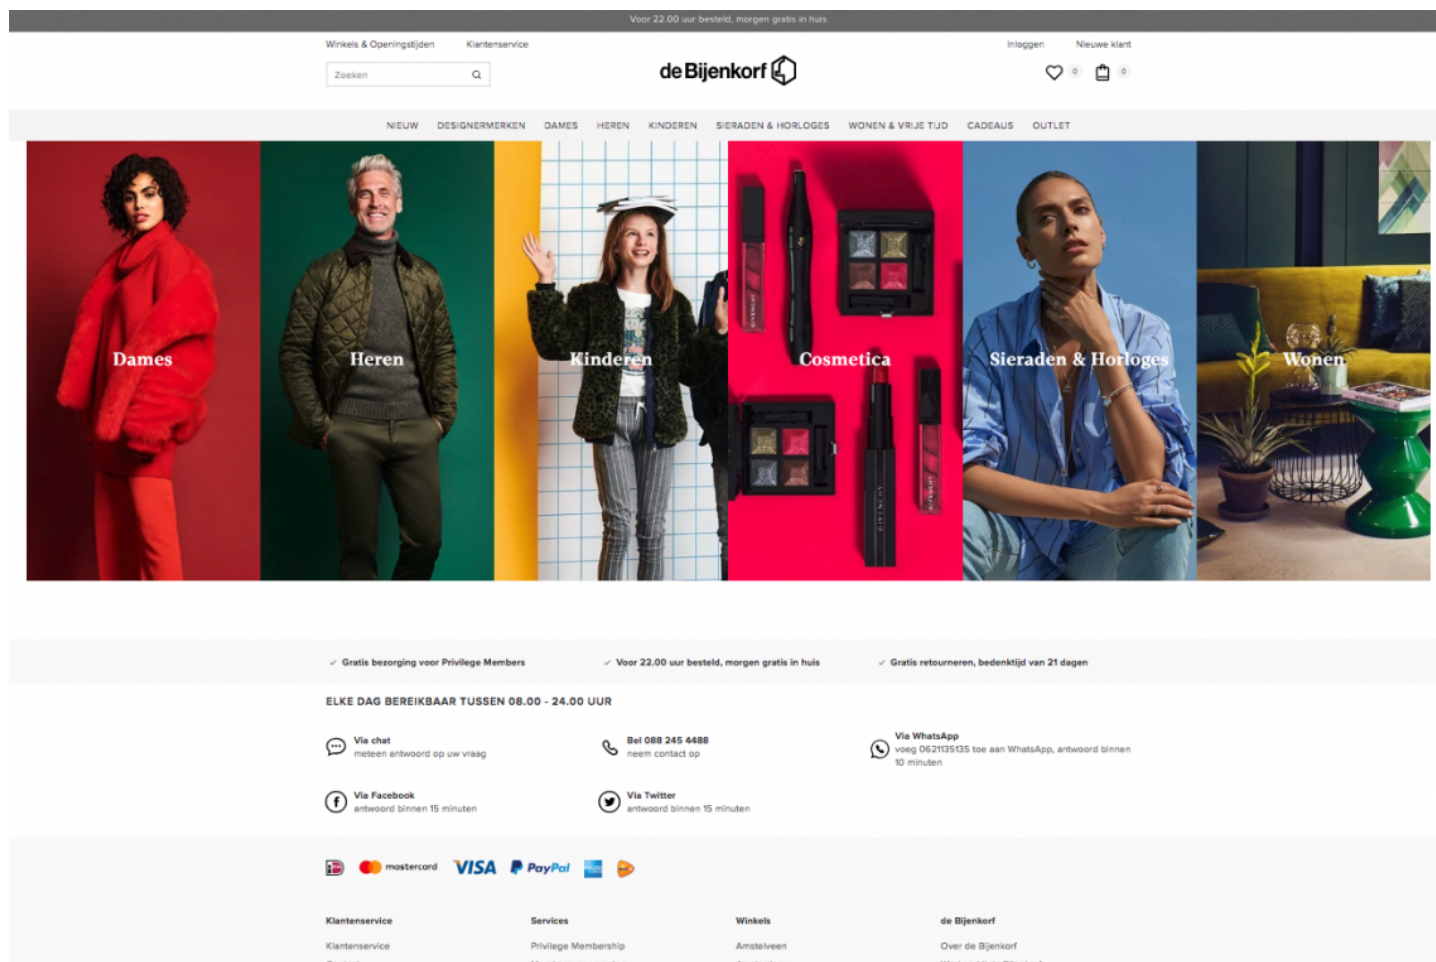 Voor 22.00 uur besteld, morgen gratis in huis
Winkels & Openingstijden Klantenservice
Inloggen Nieuwe klant
Zoeken
de Bijenkorf
0 0
NIEUW DESIGNERMERKEN DAMES HEREN KINDEREN SIERADEN & HORLOGES WONEN & VRIJE TIJD CADEAUS OUTLET
GIVENCHY
Dames Heren Kinderen Cosmetica Sieraden & Horloges Wonen
GIVENCHY GIVENCHY
Gratis bezorging voor Privilege Members Voor 22.00 uur besteld, morgen gratis in huis Gratis retourneren, bedenktijd van 21 dagen
ELKE DAG BEREIKBAAR TUSSEN 08.00 - 24.00 UUR
Via chat
meteen antwoord op uw vraag
Bel 088 245 4488
neem contact op
Via WhatsApp
voeg 0621135135 toe aan WhatsApp, antwoord binnen
10 minuten
Via Facebook
antwoord binnen 15 minuten
Via Twitter
antwoord binnen 15 minuten
mastercard VISA PayPal
Klantenservice Services Winkels de Bijenkorf
Klantenservice Privilege Membership Amstelveen Over de Bijenkorf